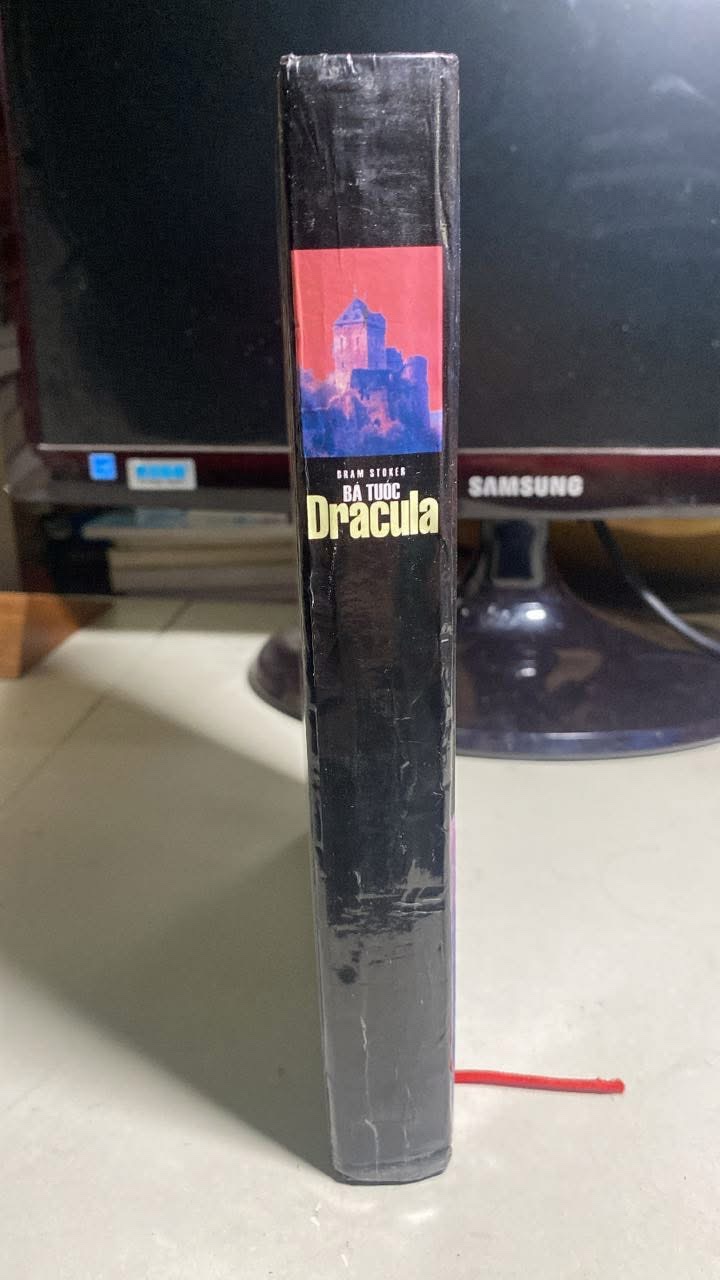 BRAM STOKER
BÁ TƯỚC
Dracula
SAMSUNG